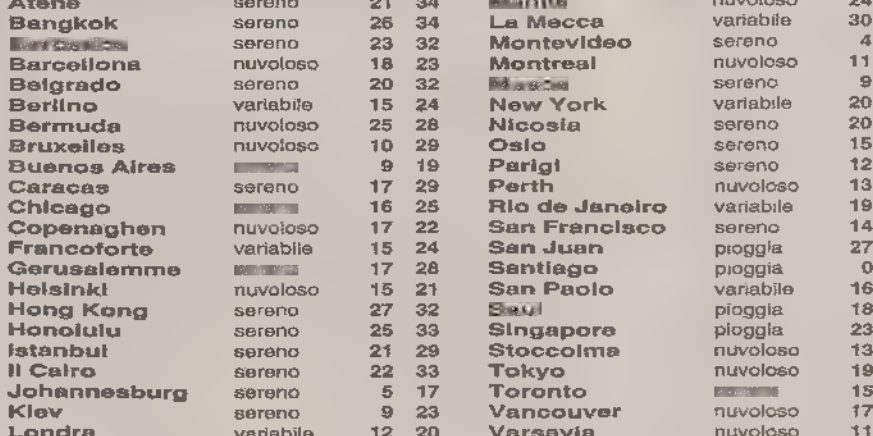 Atene sereno 21 34
Bangkok sereno 26 34
sereno 23 32
Barcellona nuvoloso 18 23
Belgrado sereno 20 32
Berlino variabile 15 24
Bermuda nuvoloso 25 28
Bruxelles nuvoloso 10 29
Buenos Aires 9 19
Caracas sereno 17 29
Chicago 16 25
Copenaghen nuvoloso 17 22
Francoforte variabile 15 24
Gerusalemme 17 28
Helsinki nuvoloso 15 21
Hong Kong sereno 27 32
Honolulu sereno 25 33
Istanbul sereno 21 29
Il Cairo sereno 22 33
Johannesburg sereno 5 17
Kiev sereno 9 23
Londra variabile 12 20
nuvoloso 24
La Mecca variabile 30
Montevideo sereno 4
Montreal nuvoloso 11
sereno 9
New York variabile 20
Nicosia sereno 20
Oslo sereno 15
Parigi sereno 12
Perth nuvoloso 13
Rio de Janeiro variabile 19
San Francisco sereno 14
San Juan pioggia 27
Santiago pioggia 0
San Paolo variabile 16
pioggia 18
Singapore pioggia 23
Stoccolma nuvoloso 13
Tokyo nuvoloso 19
Toronto 15
Vancouver nuvoloso 17
Varsavia nuvoloso 11